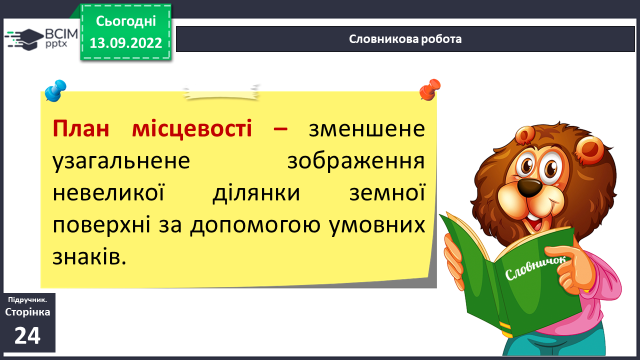 Сьогодні
13.09.2022
BCIM
pptx
Словникова робота
План місцевості – зменшене
узагальнене зображення
невеликої ділянки земної
поверхні за допомогою умовних
знаків.
Словничок
Підручник.
Сторінка
24